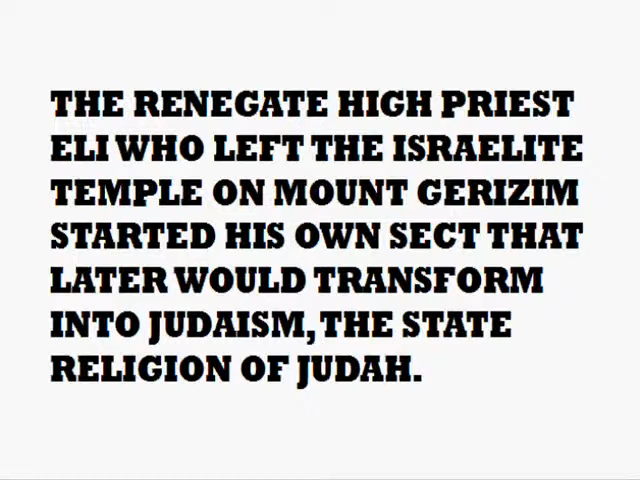 THE RENEGATE HIGH PRIEST
ELI WHO LEFT THE ISRAELITE
TEMPLE ON MOUNT GERIZIM
STARTED HIS OWN SECT THAT
LATER WOULD TRANSFORM
INTO JUDAISM, THE STATE
RELIGION OF JUDAH.